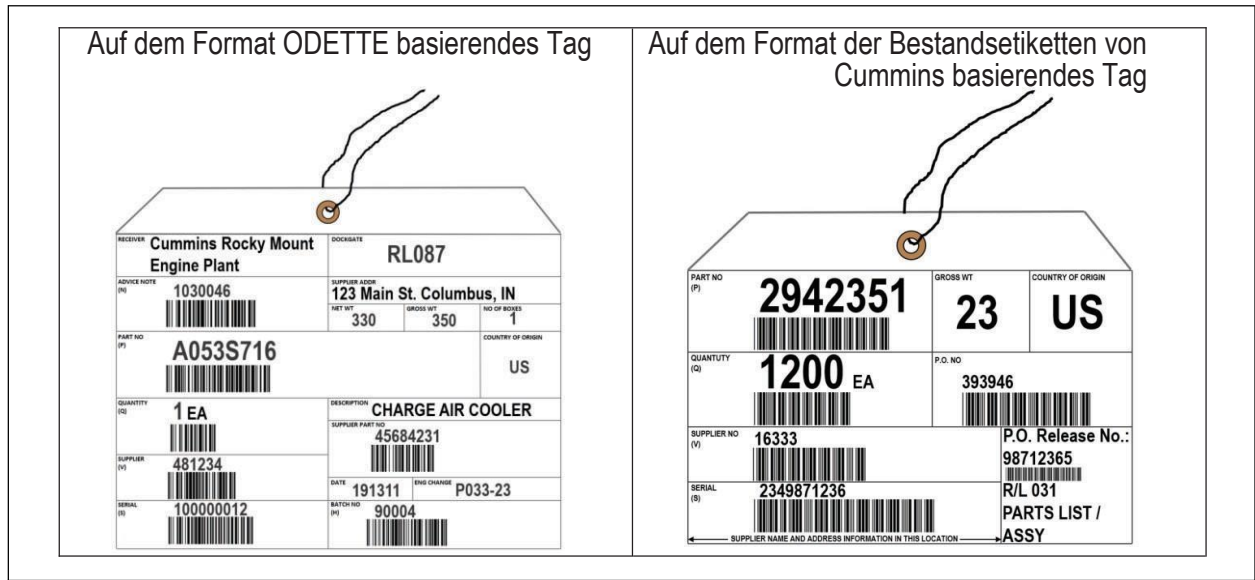 Auf dem Format ODETTE basierendes Tag
RECEIVER
Cummins Rocky Mount
Engine Plant
DOCKGATE
RL087
ADVICE NOTE
(N)
1030046
SUPPLIER ADDR
123 Main St. Columbus, IN
NET WT
330
GROSS WT
350
NO OF BOXES
1
PART NO
(P)
A053S716
COUNTRY OF ORIGIN
US
QUANTITY
(Q)
1 EA
DESCRIPTION
CHARGE AIR COOLER
SUPPLIER PART NO
45684231
SUPPLIER
(V)
481234
DATE
191311
ENG CHANGE
P033-23
SERIAL
(S)
100000012
BATCH NO
(H)
90004
Auf dem Format der Bestandsetiketten von
Cummins basierendes Tag
PART NO
(P)
2942351
GROSS WT
23
COUNTRY OF ORIGIN
US
QUANTUTY
(Q)
1200 EA
P.O. NO
393946
SUPPLIER NO
(V)
16333
P.O. Release No.:
98712365
SERIAL
(S)
2349871236
R/L 031
PARTS LIST /
ASSY
SUPPLIER NAME AND ADDRESS INFORMATION IN THIS LOCATION